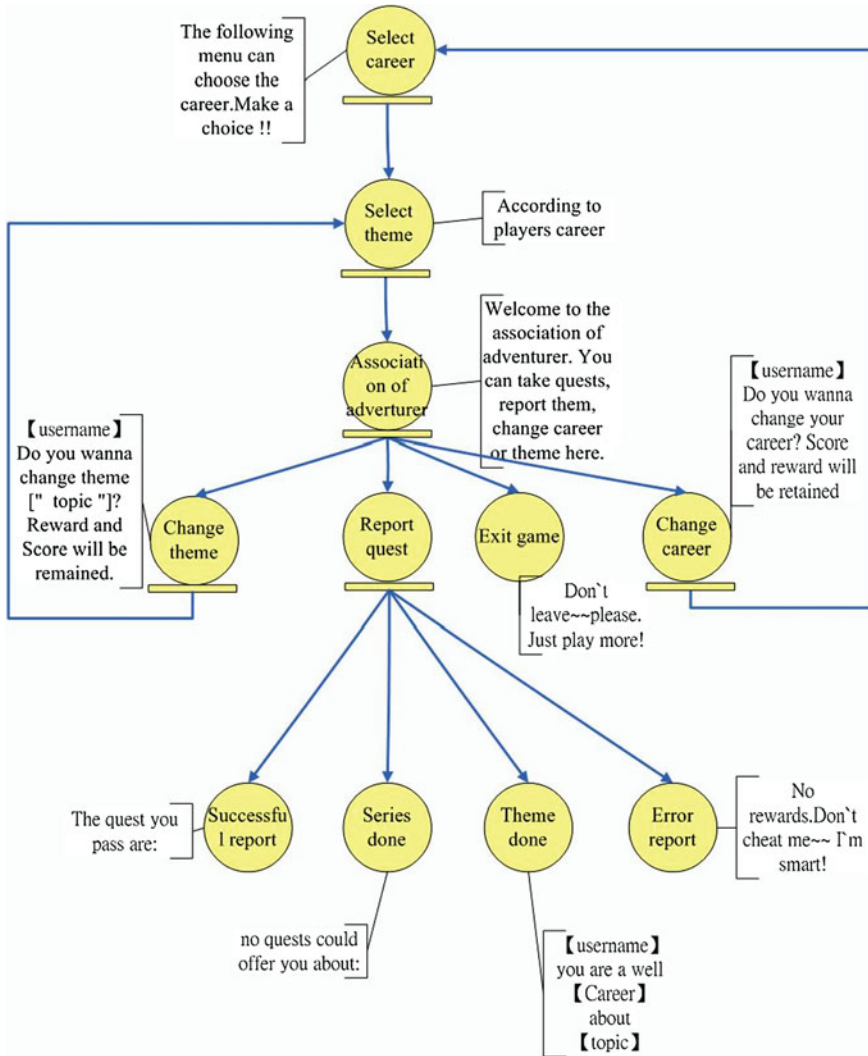 The following
menu can
choose the
career.Make a
choice !!
Select
career
Select
theme
According to
players career
Associati
on of
adverturer
Welcome to the
association of
adventurer. You
can take quests,
report them,
change career
or theme here.
【username】
Do you wanna
change your
career? Score
and reward will
be retained
【username】
Do you wanna
change theme
[" topic "]?
Reward and
Score will be
remained.
Change
theme
Report
quest
Exit game
Change
career
Don`t
leave~~please.
Just play more!
The quest you
pass are:
Successfu
l report
Series
done
Theme
done
Error
report
No
rewards.Don`t
cheat me~~ I`m
smart!
no quests could
offer you about:
【username】
you are a well
【Career】
about
【topic】